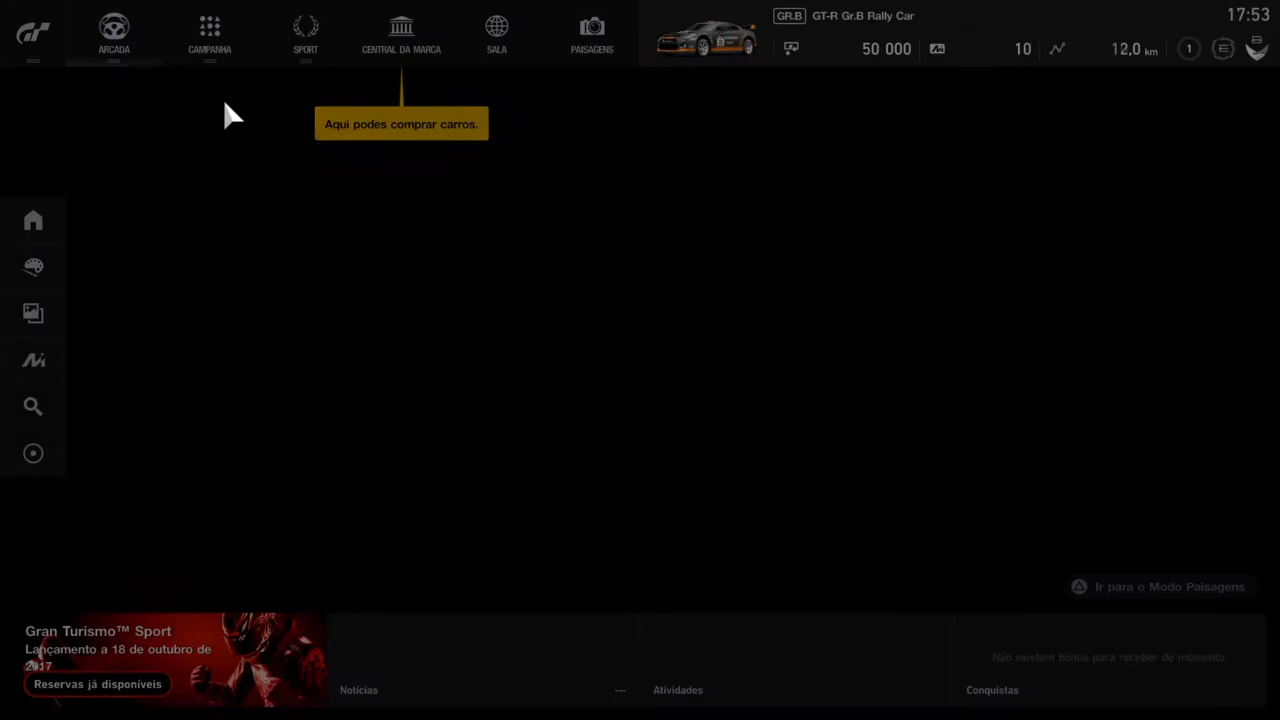 GR.B GT-R Gr.B Rally Car
17:53
ARCADA
CAMPANHA
SPORT
CENTRAL DA MARCA
SALA
PAISAGENS
50 000
10
12,0 km
1
E
Aqui podes comprar carros.
Ir para o Modo Paisagens
Gran Turismo™ Sport
Lançamento a 18 de outubro de
2017
Reservas já disponíveis
Notícias
---
Atividades
Não existem bónus para receber de momento.
Conquistas